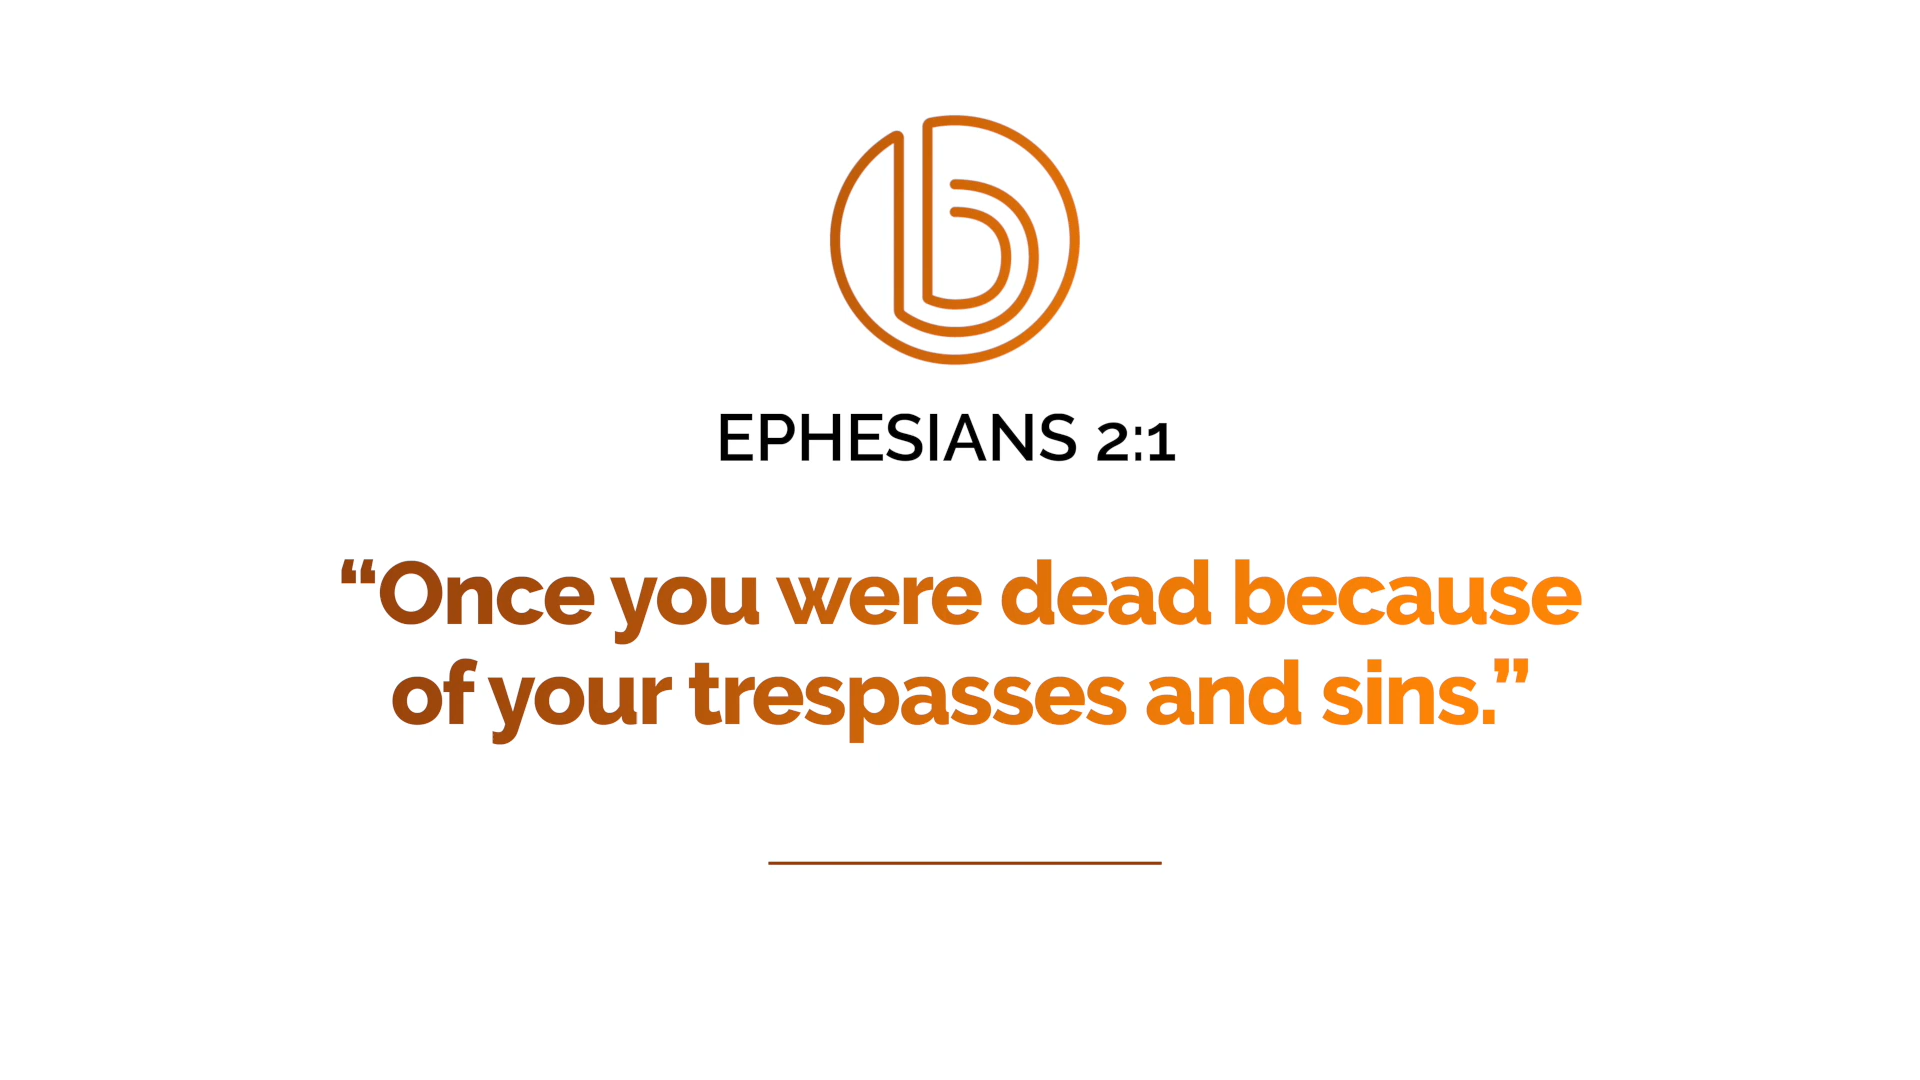 b
EPHESIANS 2:1
“Once you were dead because
of your trespasses and sins.”